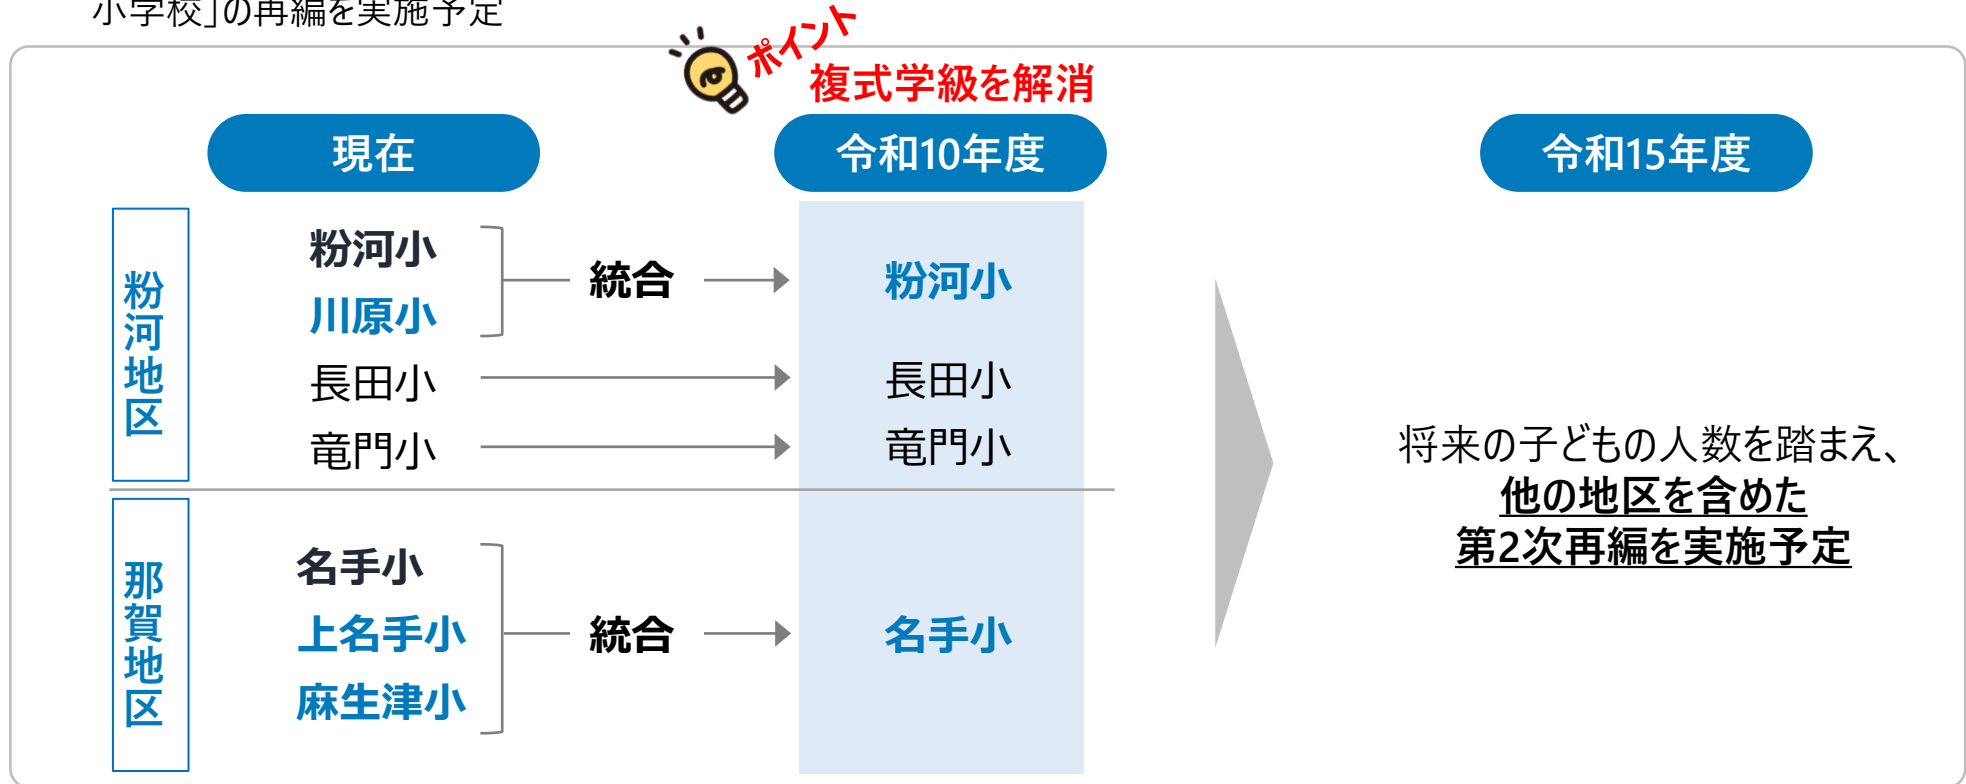 小学校」の再編を実施予定
ポイント
複式学級を解消
現在
令和10年度
令和15年度
粉河地区
粉河小
川原小
統合
粉河小
長田小
長田小
竜門小
竜門小
那賀地区
名手小
上名手小
麻生津小
統合
名手小
将来の子どもの人数を踏まえ、
他の地区を含めた
第2次再編を実施予定